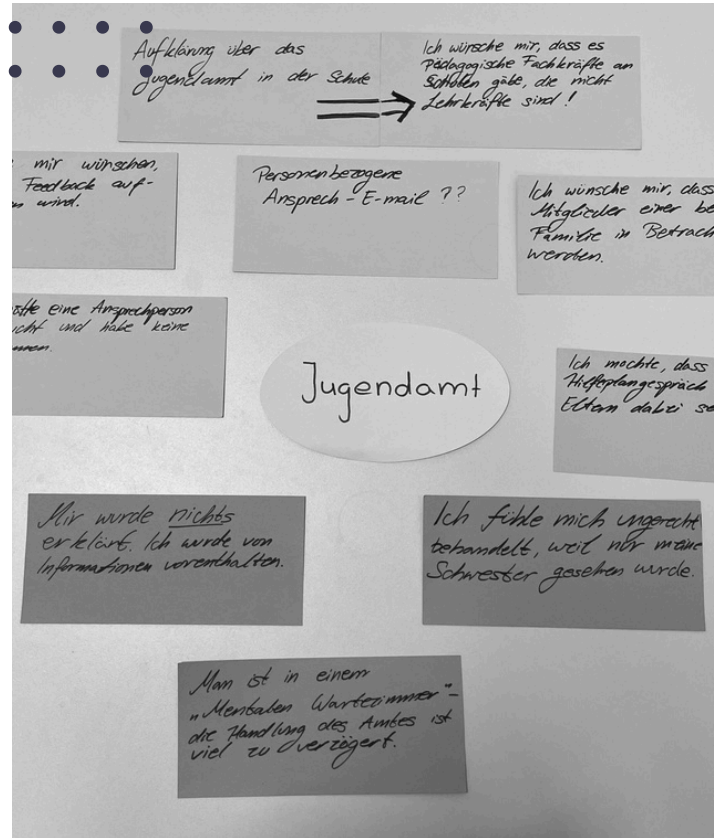 Aufklärung über das
Jugendamt in der Schule
Ich wünsche mir, dass es
Pädagogische Fachkräfte an
Schulen gäbe, die nicht
Lehrkräfte sind !
mir wünschen,
Feedback auf-
wird.
Personenbezogene
Ansprech - E-mail ??
Ich wünsche mir, dass
Mitglieder einer be
Familie in Betrach
werden.
eine Ansprechperson
icht und habe keine
Ich möchte, dass
Hilfeplangespräch
Eltern dabei se
Jugendamt
Mir wurde nichts
erklärt. Ich wurde von
Informationen vorenthalten.
Ich fühle mich ungerecht
behandelt, weil nur meine
Schwester gesehen wurde.
Man ist in einem
„Mentalen Wartezimmer" -
die Handlung des Amtes ist
viel zu verzögert.